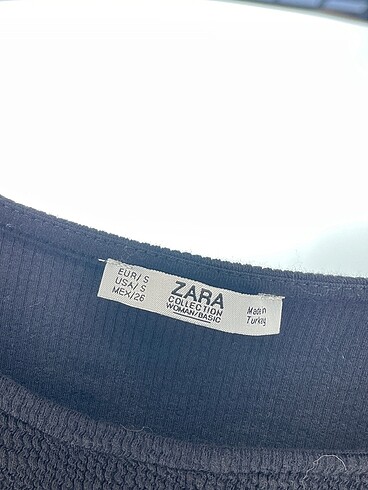 EUR/ S
USA/ S
MEX/26
ZARA
COLLECTION
WOMAN/BASIC
Made in
Turkey